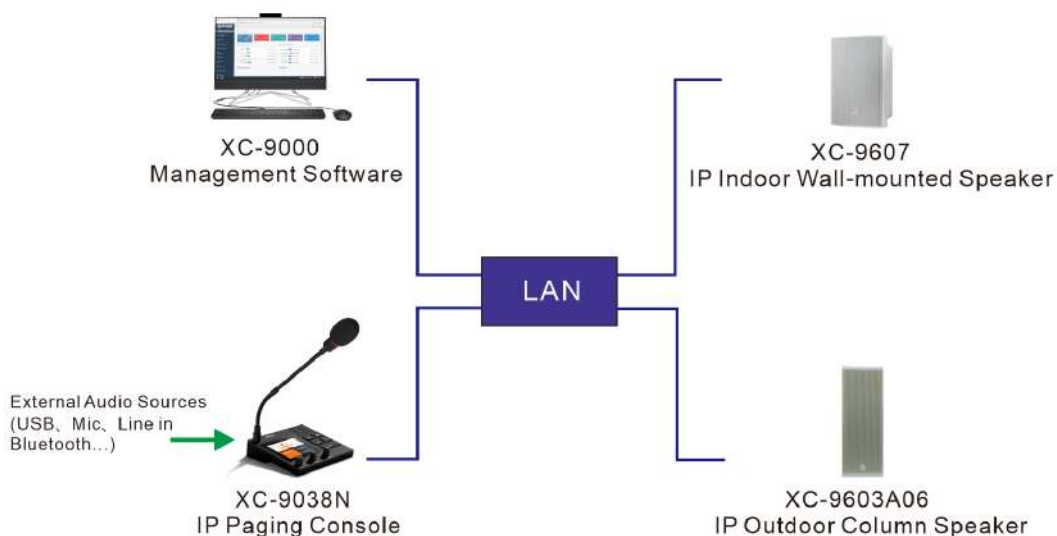 XC-9000
Management Software
XC-9607
IP Indoor Wall-mounted Speaker
LAN
External Audio Sources
(USB、Mic、Line in
Bluetooth...)
XC-9038N
IP Paging Console
XC-9603A06
IP Outdoor Column Speaker